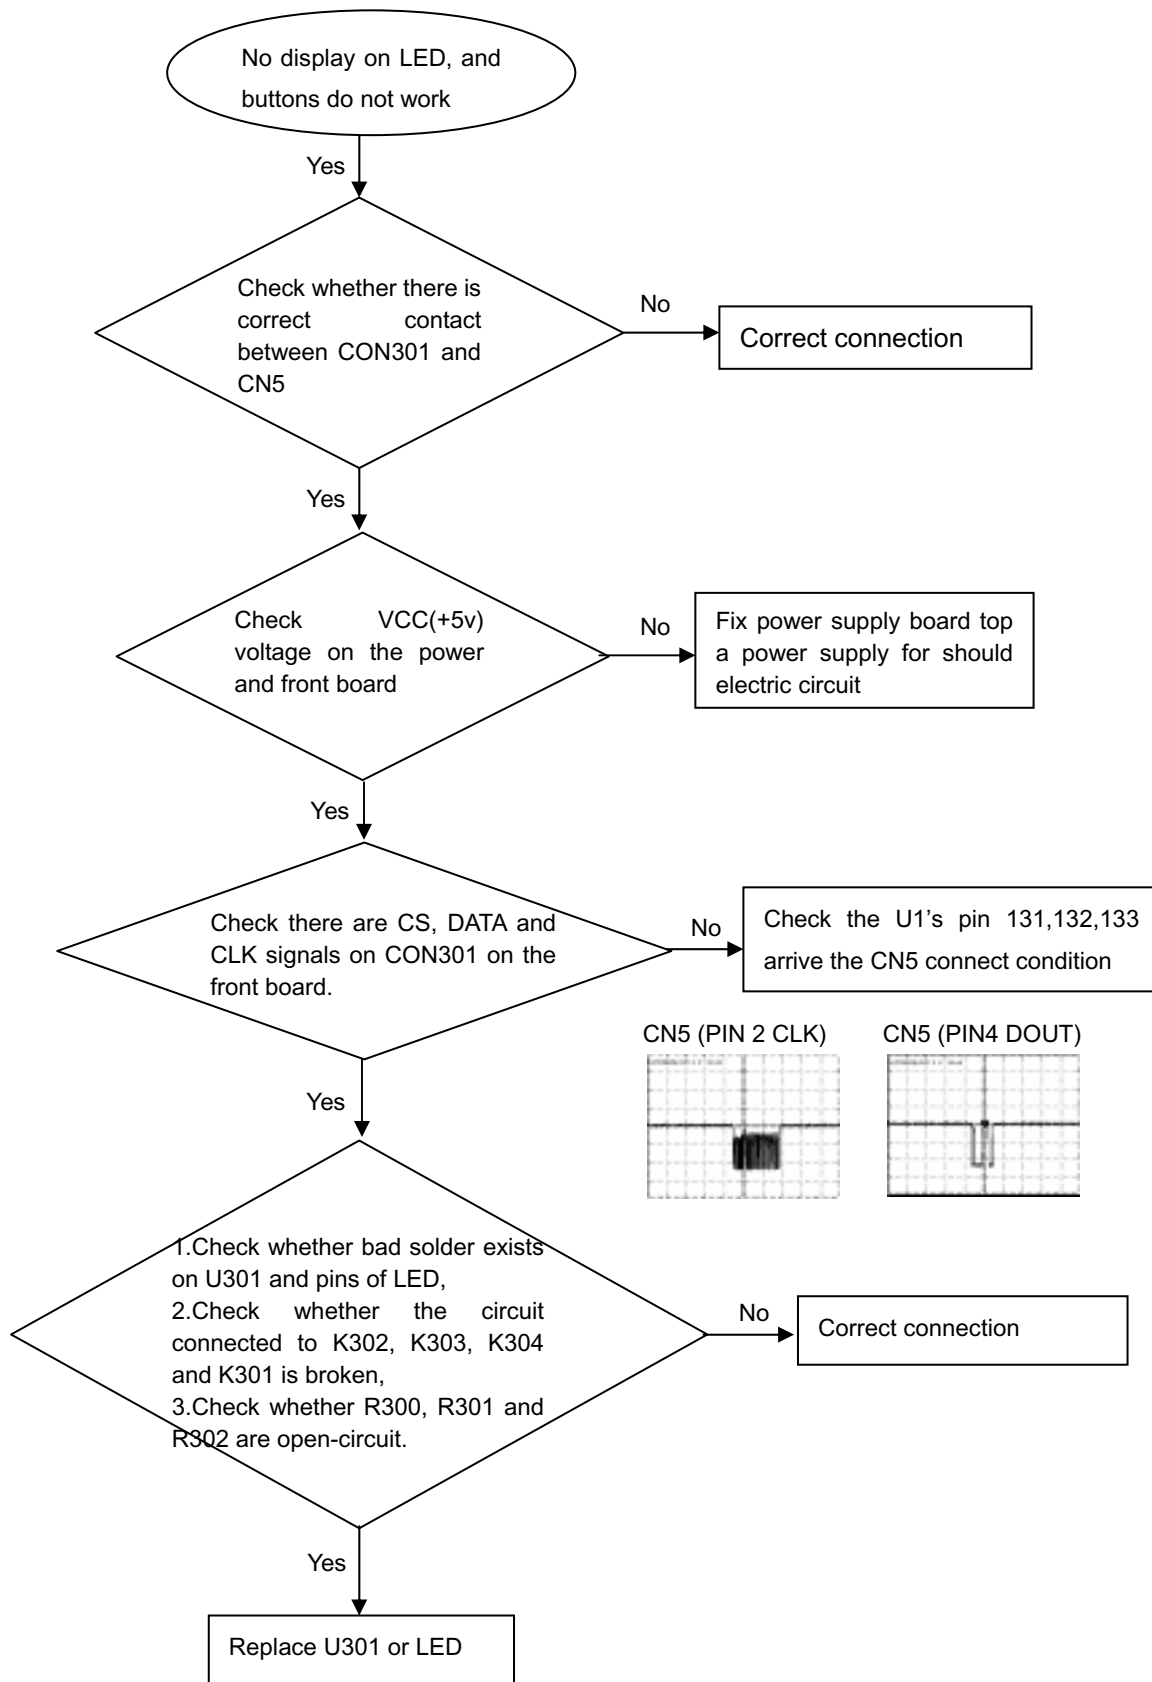 No display on LED, and
buttons do not work
Yes
Check whether there is
correct contact
between CON301 and
CN5
No
Correct connection
Yes
Check VCC(+5v)
voltage on the power
and front board
No
Fix power supply board top
a power supply for should
electric circuit
Yes
Check there are CS, DATA and
CLK signals on CON301 on the
front board.
No
Check the U1's pin 131,132,133
arrive the CN5 connect condition
CN5 (PIN 2 CLK)
CN5 (PIN4 DOUT)
Yes
1.Check whether bad solder exists
on U301 and pins of LED,
2.Check whether the circuit
connected to K302, K303, K304
and K301 is broken,
3.Check whether R300, R301 and
R302 are open-circuit.
No
Correct connection
Yes
Replace U301 or LED